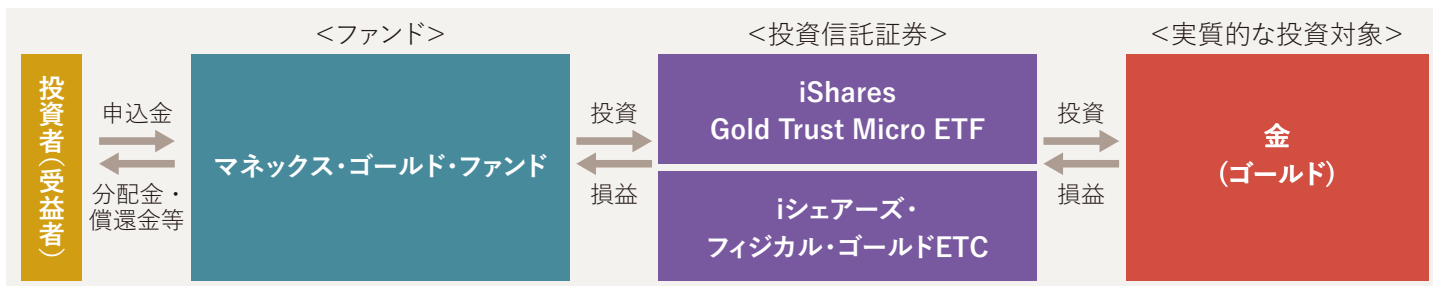 <ファンド>
<投資信託証券>
<実質的な投資対象>
投資者(受益者)
申込金
分配金・
償還金等
マネックス・ゴールド・ファンド
投資
損益
iShares
Gold Trust Micro ETF
iシェアーズ・
フィジカル・ゴールドETC
投資
損益
金
(ゴールド)